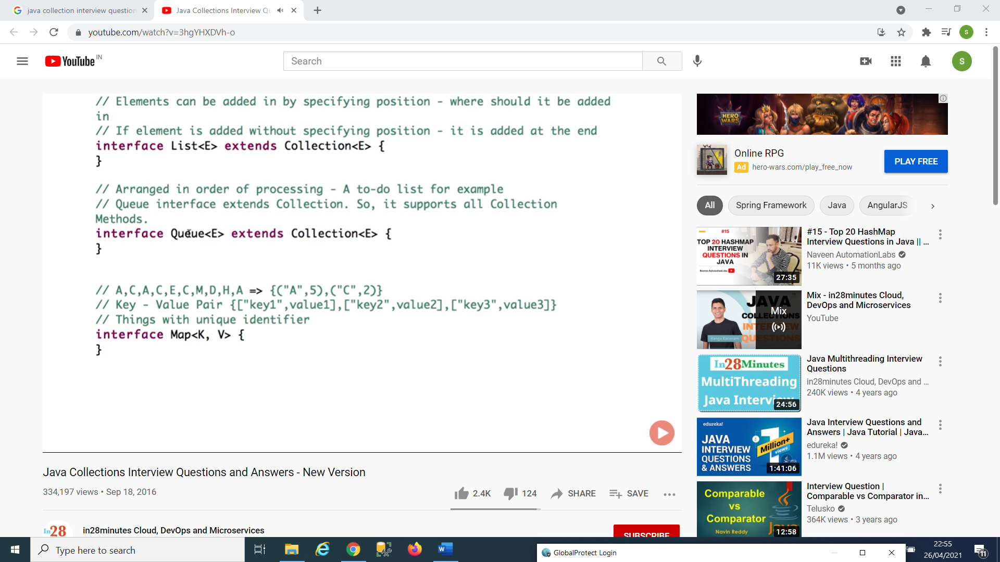 java collection interview question
Java Collections Interview Qu
youtube.com/watch?v=3hgYHXDVh-o
S
YouTube IN
Search
S
// Elements can be added in by specifying position - where should it be added
in
// If element is added without specifying position - it is added at the end
interface List<E> extends Collection<E> {
}
// Arranged in order of processing - A to-do list for example
// Queue interface extends Collection. So, it supports all Collection
Methods.
interface Queue<E> extends Collection<E> {
}
// A,C,A,C,E,C,M,D,H,A => {("A",5),("C",2)}
// Key - Value Pair {["key1",value1],["key2",value2],["key3",value3]}
// Things with unique identifier
interface Map<K, V> {
}
Java Collections Interview Questions and Answers - New Version
334,197 views • Sep 18, 2016
2.4K
124
SHARE
SAVE
In28
in28minutes Cloud, DevOps and Microservices
SUBSCRIBE
HERO
WARS
Online RPG
Ad hero-wars.com/play_free_now
PLAY FREE
All
Spring Framework
Java
AngularJS
#15
TOP 20 HASHMAP
INTERVIEW
QUESTIONS IN
JAVA
Naveen AutomationLabs
27:35
#15 - Top 20 HashMap
Interview Questions in Java || ...
Naveen AutomationLabs
11K views • 5 months ago
JAVA
COLLECTIONS
INTERVIEW
QUESTIONS
Ranga Karanam
Mix
Mix - in28minutes Cloud,
DevOps and Microservices
YouTube
In28Minutes
MultiThreading
Java Interview
24:56
Java Multithreading Interview
Questions
in28minutes Cloud, DevOps and ...
240K views • 4 years ago
edureka!
JAVA
INTERVIEW
QUESTIONS
& ANSWERS
1
Million+
views
1:41:06
Java Interview Questions and
Answers | Java Tutorial | Java...
edureka!
1.1M views • 4 years ago
Comparable
vs
Comparator
Navin Reddy
Java
12:58
Interview Question |
Comparable vs Comparator in...
Telusko
364K views • 3 years ago
Type here to search
GlobalProtect Login
22:55
26/04/2021
11